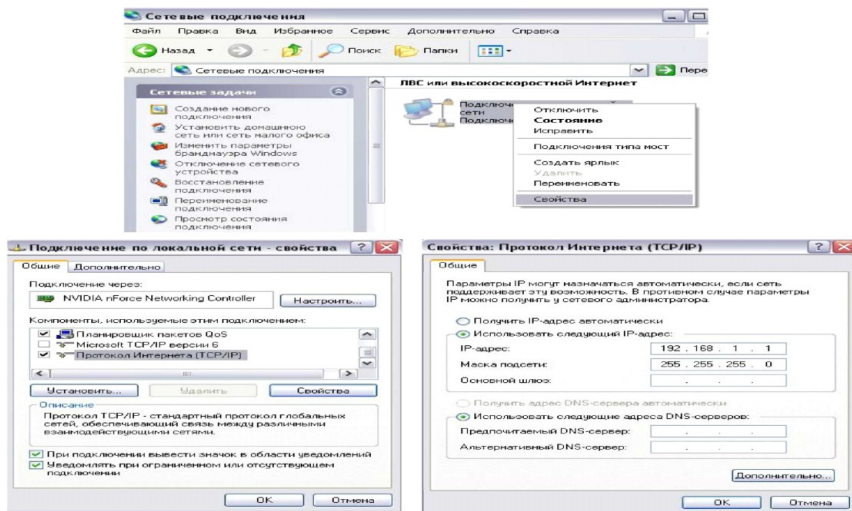 Сетевые подключения
Файл Правка Вид Избранное Сервис Дополнительно Справка
Назад Поиск Папки
Адрес: Сетевые подключения Пере
Сетевые задачи
Создание нового
подключения
Установить домашнюю
сеть или сеть малого офиса
Изменить параметры
брандмауэра Windows
Отключение сетевого
устройства
Восстановление
подключения
Переименование
подключения
Просмотр состояния
подключения
ЛВС или высокоскоростной Интернет
Подключ
сети
Подключ
Отключить
Состояние
Исправить
Подключения типа мост
Создать ярлык
Удалить
Переименовать
Свойства
Подключение по локальной сети - свойства
Общие Дополнительно
Подключение через:
NVIDIA nForce Networking Controller Настроить...
Компоненты, используемые этим подключением:
Планировщик пакетов QoS
Microsoft TCP/IP версии 6
Протокол Интернета (TCP/IP)
Установить... Удалить Свойства
Описание
Протокол TCP/IP - стандартный протокол глобальных
сетей, обеспечивающий связь между различными
взаимодействующими сетями.
При подключении вывести значок в области уведомлений
Уведомлять при ограниченном или отсутствующем
подключении
OK Отмена
Свойства: Протокол Интернета (TCP/IP)
Общие
Параметры IP могут назначаться автоматически, если сеть
поддерживает эту возможность. В противном случае параметры
IP можно получить у сетевого администратора.
Получить IP-адрес автоматически
Использовать следующий IP-адрес:
IP-адрес: 192 . 168 . 1 . 1
Маска подсети: 255 . 255 . 255 . 0
Основной шлюз: . . .
Получить адрес DNS-сервера автоматически
Использовать следующие адреса DNS-серверов:
Предпочитаемый DNS-сервер: . . .
Альтернативный DNS-сервер: . . .
Дополнительно...
OK Отмена